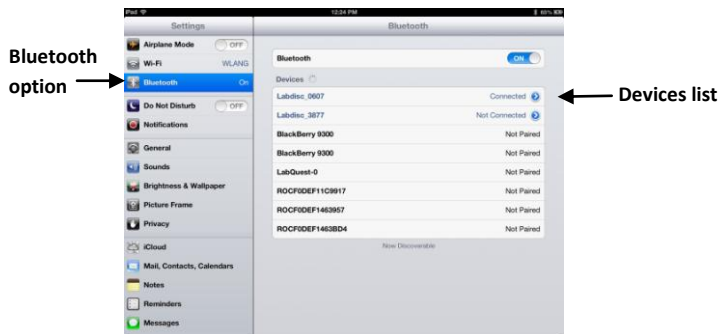 iPad
12:24 PM
Settings
Bluetooth
Airplane Mode OFF
Wi-Fi WLANG
Bluetooth On
Do Not Disturb OFF
Notifications
General
Sounds
Brightness & Wallpaper
Picture Frame
Privacy
iCloud
Mail, Contacts, Calendars
Notes
Reminders
Messages
Bluetooth ON
Devices
Labdisc_0607 Connected
Labdisc_3877 Not Connected
BlackBerry 9300 Not Paired
BlackBerry 9300 Not Paired
LabQuest-0 Not Paired
ROCF0DEF11C9917 Not Paired
ROCF0DEF1463957 Not Paired
ROCF0DEF1463BD4 Not Paired
Now Discoverable
Bluetooth
option
Devices list